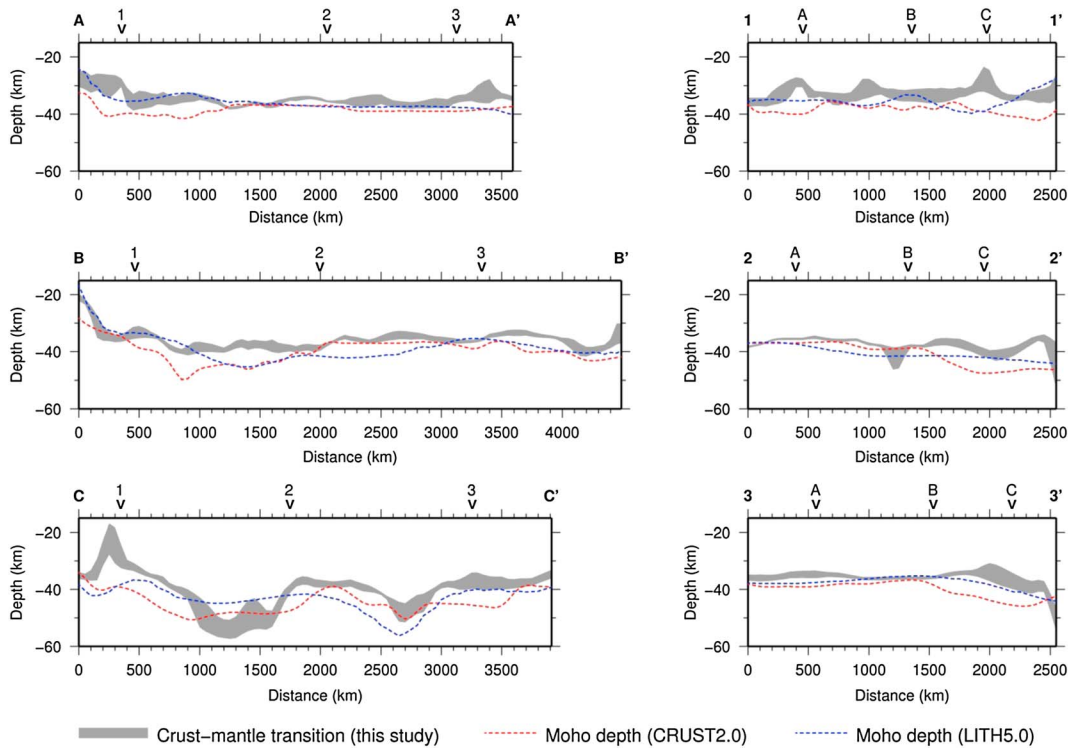 A 1 2 3 A’
Depth (km)
−20
−40
−60
0 500 1000 1500 2000 2500 3000 3500
Distance (km)
1 A B C 1’
Depth (km)
−20
−40
−60
0 500 1000 1500 2000 2500
Distance (km)
B 1 2 3 B’
Depth (km)
−20
−40
−60
0 500 1000 1500 2000 2500 3000 3500 4000
Distance (km)
2 A B C 2’
Depth (km)
−20
−40
−60
0 500 1000 1500 2000 2500
Distance (km)
C 1 2 3 C’
Depth (km)
−20
−40
−60
0 500 1000 1500 2000 2500 3000 3500
Distance (km)
3 A B C 3’
Depth (km)
−20
−40
−60
0 500 1000 1500 2000 2500
Distance (km)
Crust−mantle transition (this study) Moho depth (CRUST2.0) Moho depth (LITH5.0)